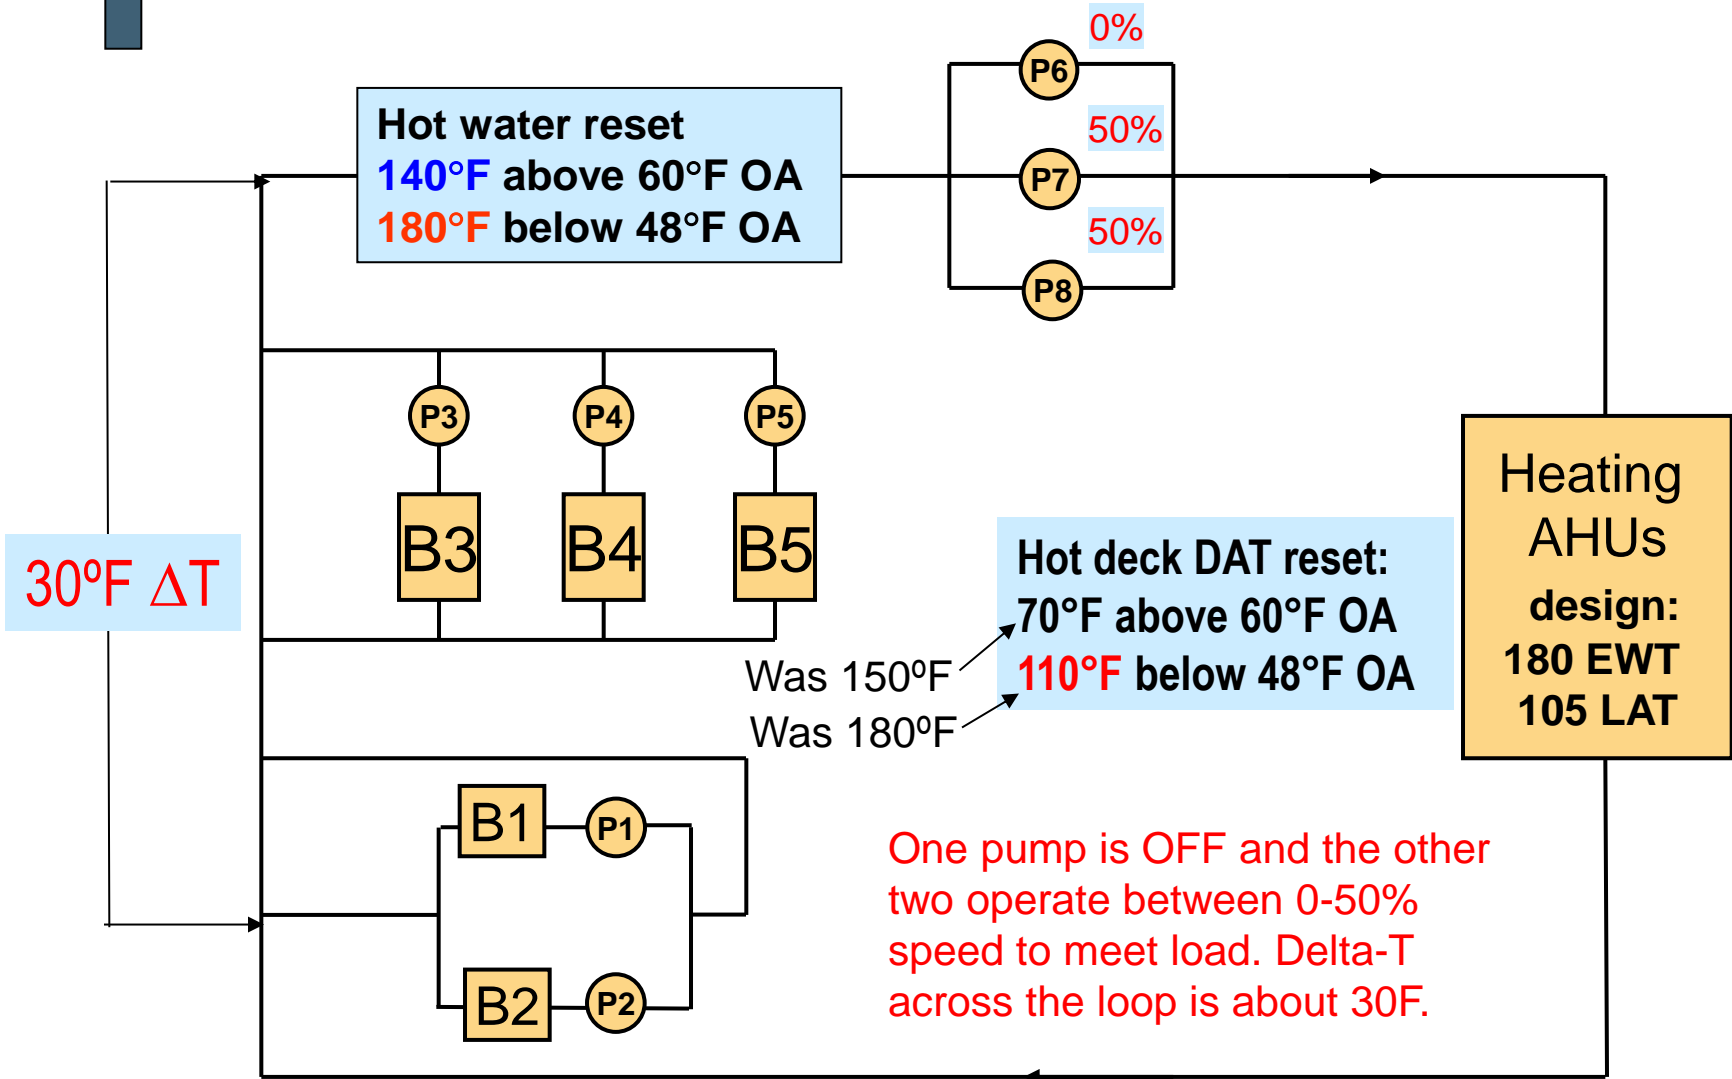 0%
P6
Hot water reset
140°F above 60°F OA
180°F below 48°F OA
50%
P7
50%
P8
P3
P4
P5
B3
B4
B5
30ºF ΔT
Hot deck DAT reset:
70°F above 60°F OA
110°F below 48°F OA
Was 150ºF
Was 180ºF
Heating
AHUs
design:
180 EWT
105 LAT
B1
P1
B2
P2
One pump is OFF and the other
two operate between 0-50%
speed to meet load. Delta-T
across the loop is about 30F.